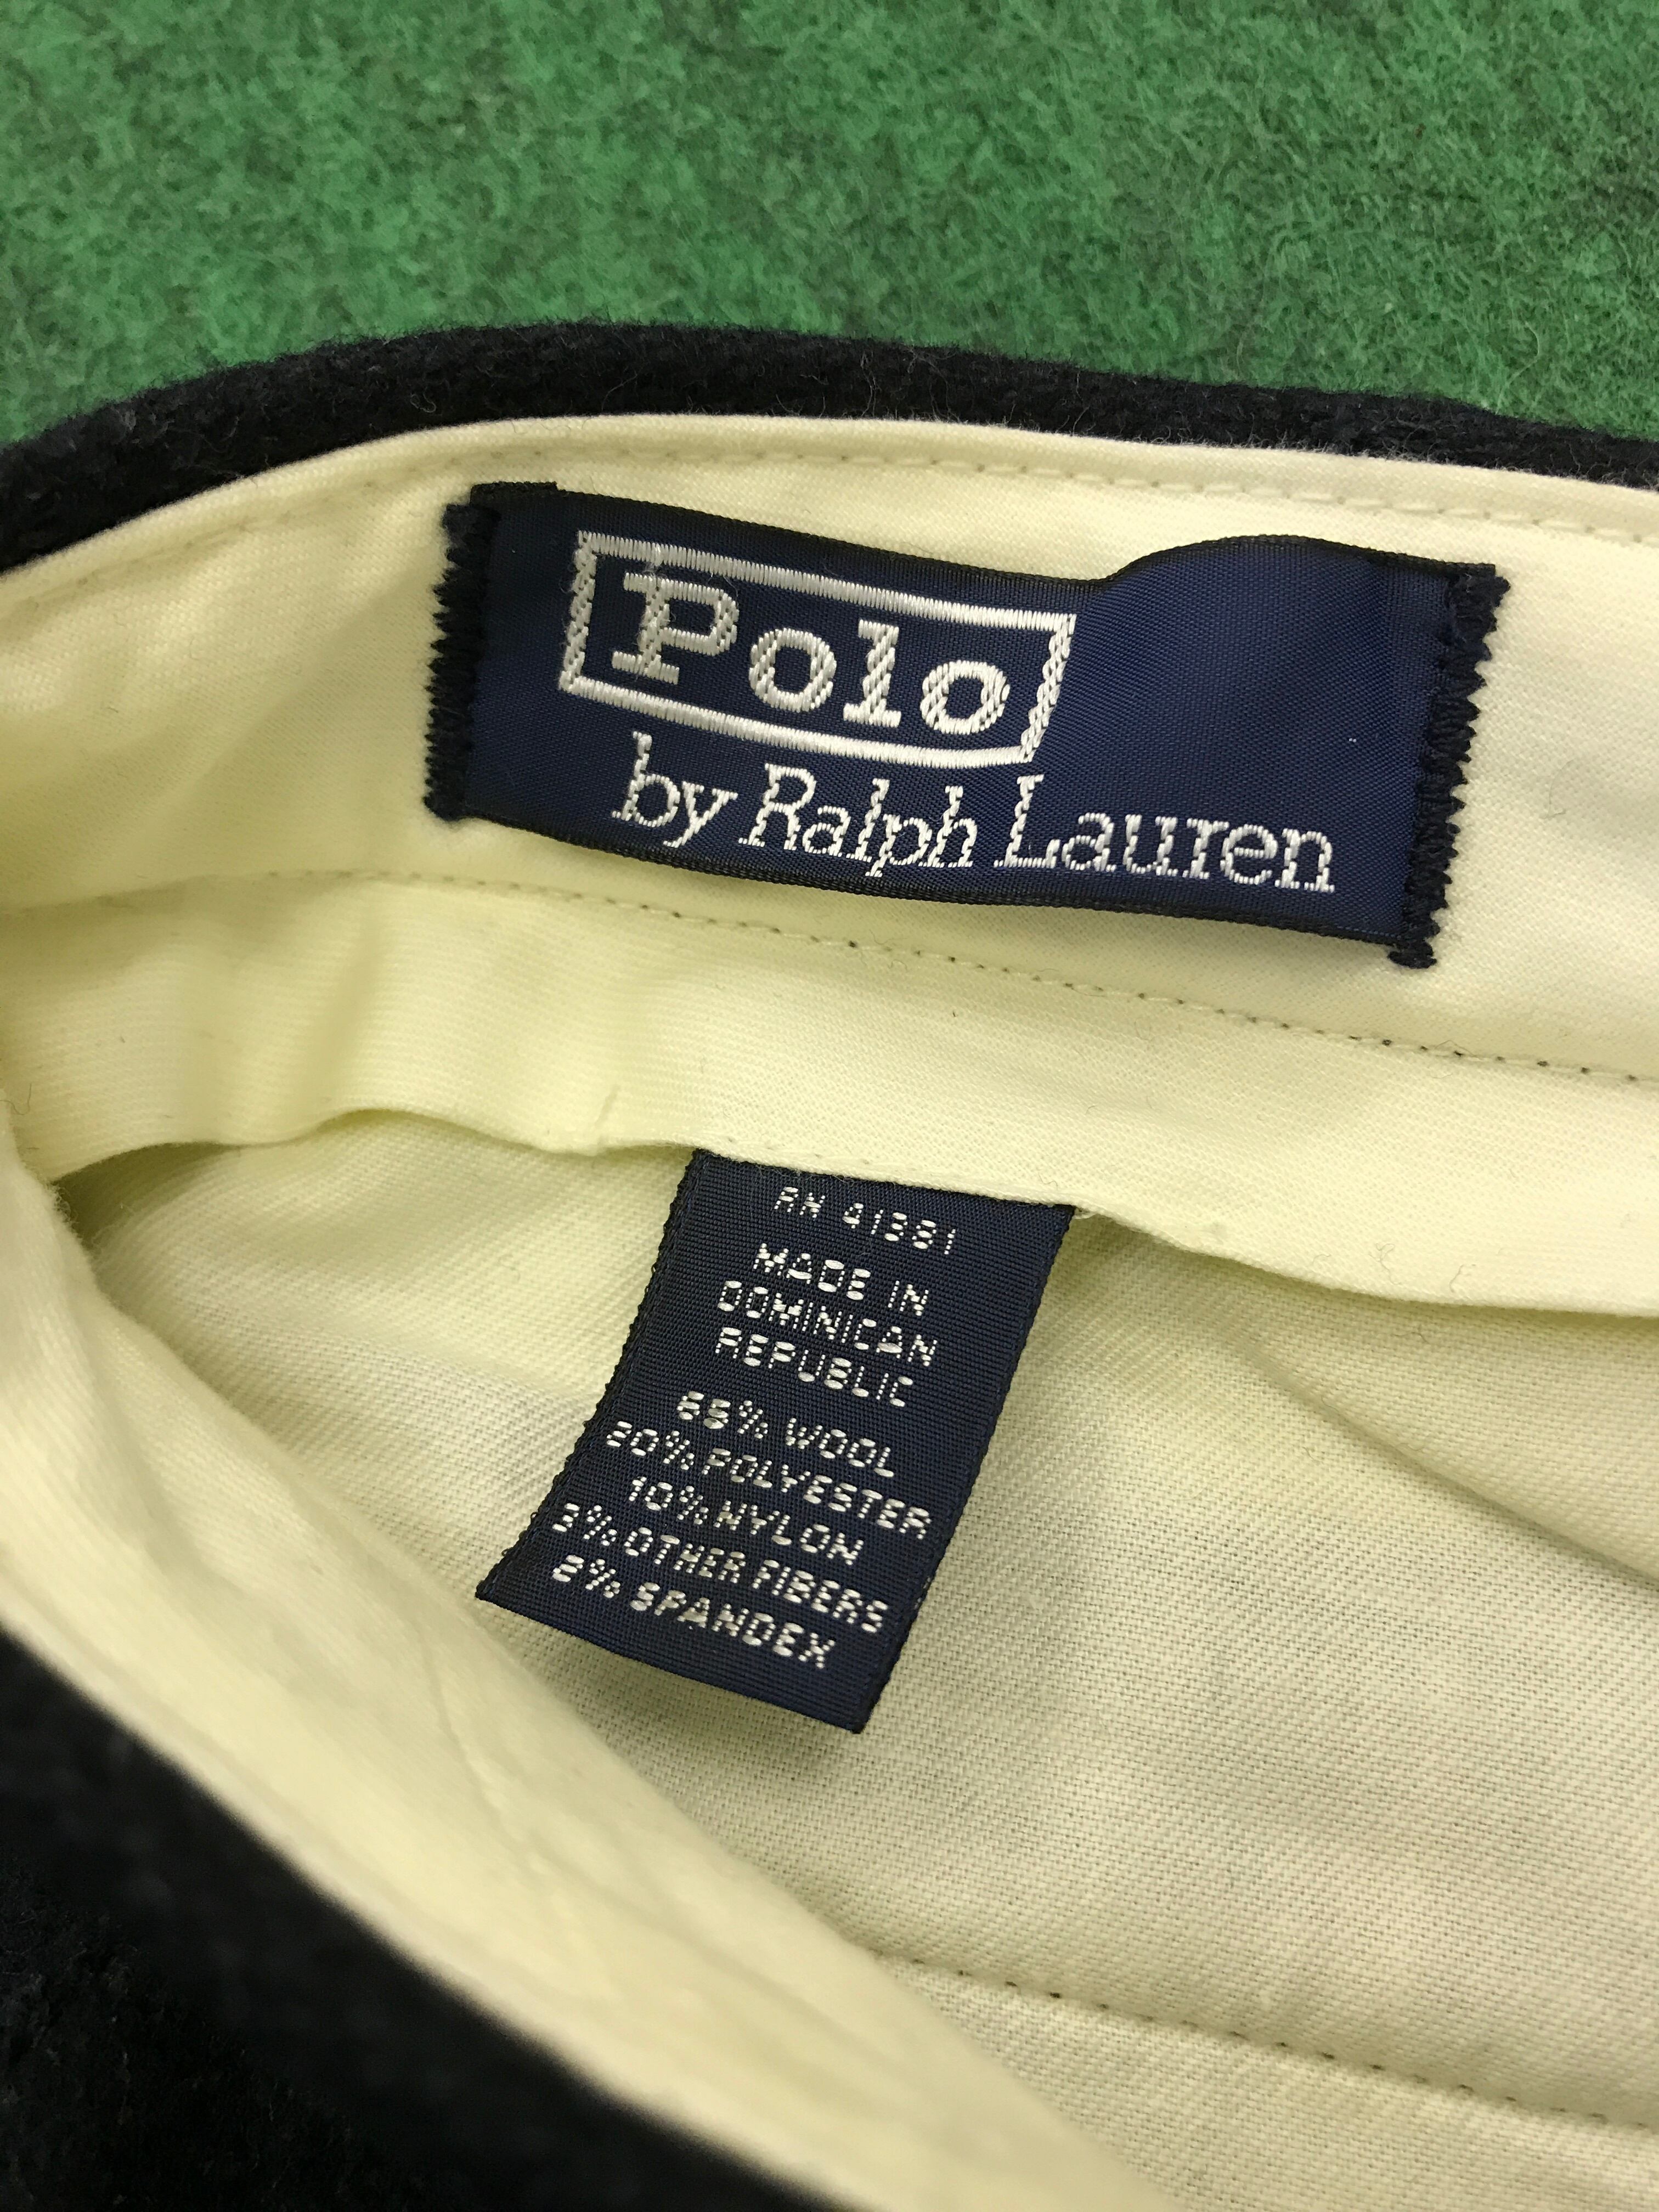 Polo
by Ralph Lauren
RN 41381
MADE IN
DOMINICAN
REPUBLIC
65% WOOL
20% POLYESTER
10% NYLON
3% OTHER FIBERS
2% SPANDEX